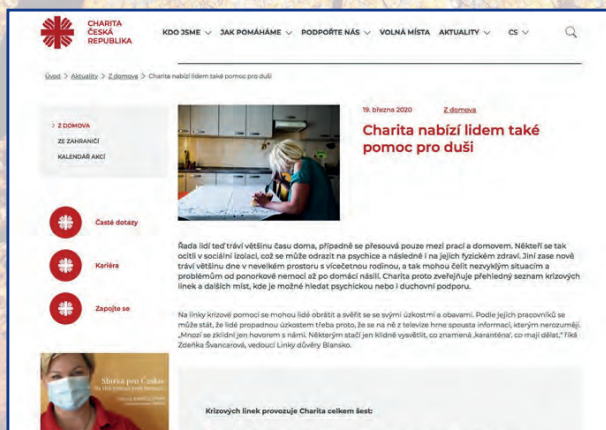 CHARITA
ČESKÁ
REPUBLIKA
KDO JSME JAK POMÁHÁME PODPOŘTE NÁS VOLNÁ MÍSTA AKTUALITY CS
Úvod > Aktuality > Z domova > Charita nabízí lidem také pomoc pro duši
> Z DOMOVA
ZE ZAHRANIČÍ
KALENDÁŘ AKCÍ
Časté dotazy
Kariéra
Zapojte se
19. března 2020 Z domova
Charita nabízí lidem také
pomoc pro duši
Řada lidí teď tráví většinu času doma, případně se přesouvá pouze mezi prací a domovem. Někteří se tak
ocitli v sociální izolaci, což se může odrazit na psychice a následně i na jejich fyzickém zdraví. Jiní zase nově
tráví většinu dne v nevelkém prostoru s vícečetnou rodinou, a tak mohou čelit nezvyklým situacím a
problémům od ponorkové nemoci až po domácí násilí. Charita proto zveřejňuje přehledný seznam krizových
linek a dalších míst, kde je možné hledat psychickou nebo i duchovní podporu.
Na linky krizové pomoci se mohou lidé obrátit a svěřit se se svými úzkostmi a obavami. Podle jejich pracovníků se
může stát, že lidé propadnou úzkostem třeba proto, že se na ně z televize hrne spousta informací, kterým nerozumějí.
„Mnozí se zklidní jen hovorem s námi. Některým stačí jen klidně vysvětlit, co znamená ‚karanténa', co mají dělat," říká
Zdeňka Švancarová, vedoucí Linky důvěry Blansko.
Sbírka pro Česko
Krizových linek provozuje Charita celkem šest: